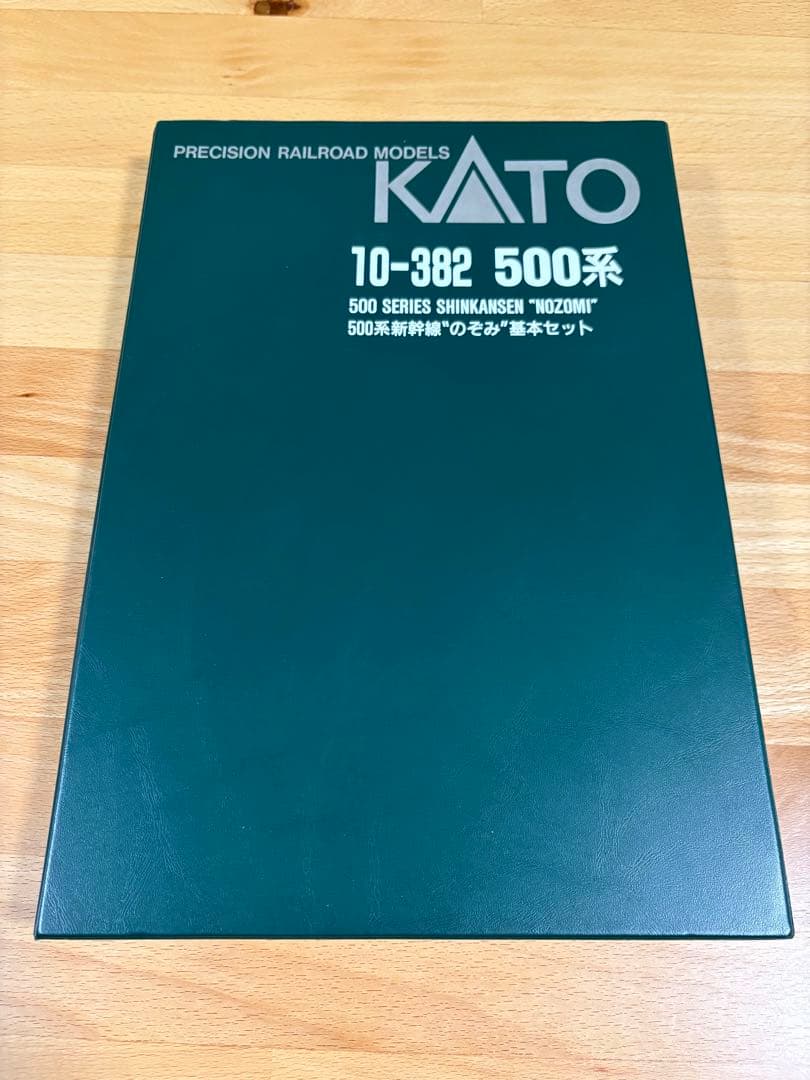 PRECISION RAILROAD MODELS
KATO
10-382 500系
500 SERIES SHINKANSEN "NOZOMI"
500系新幹線"のぞみ"基本セット